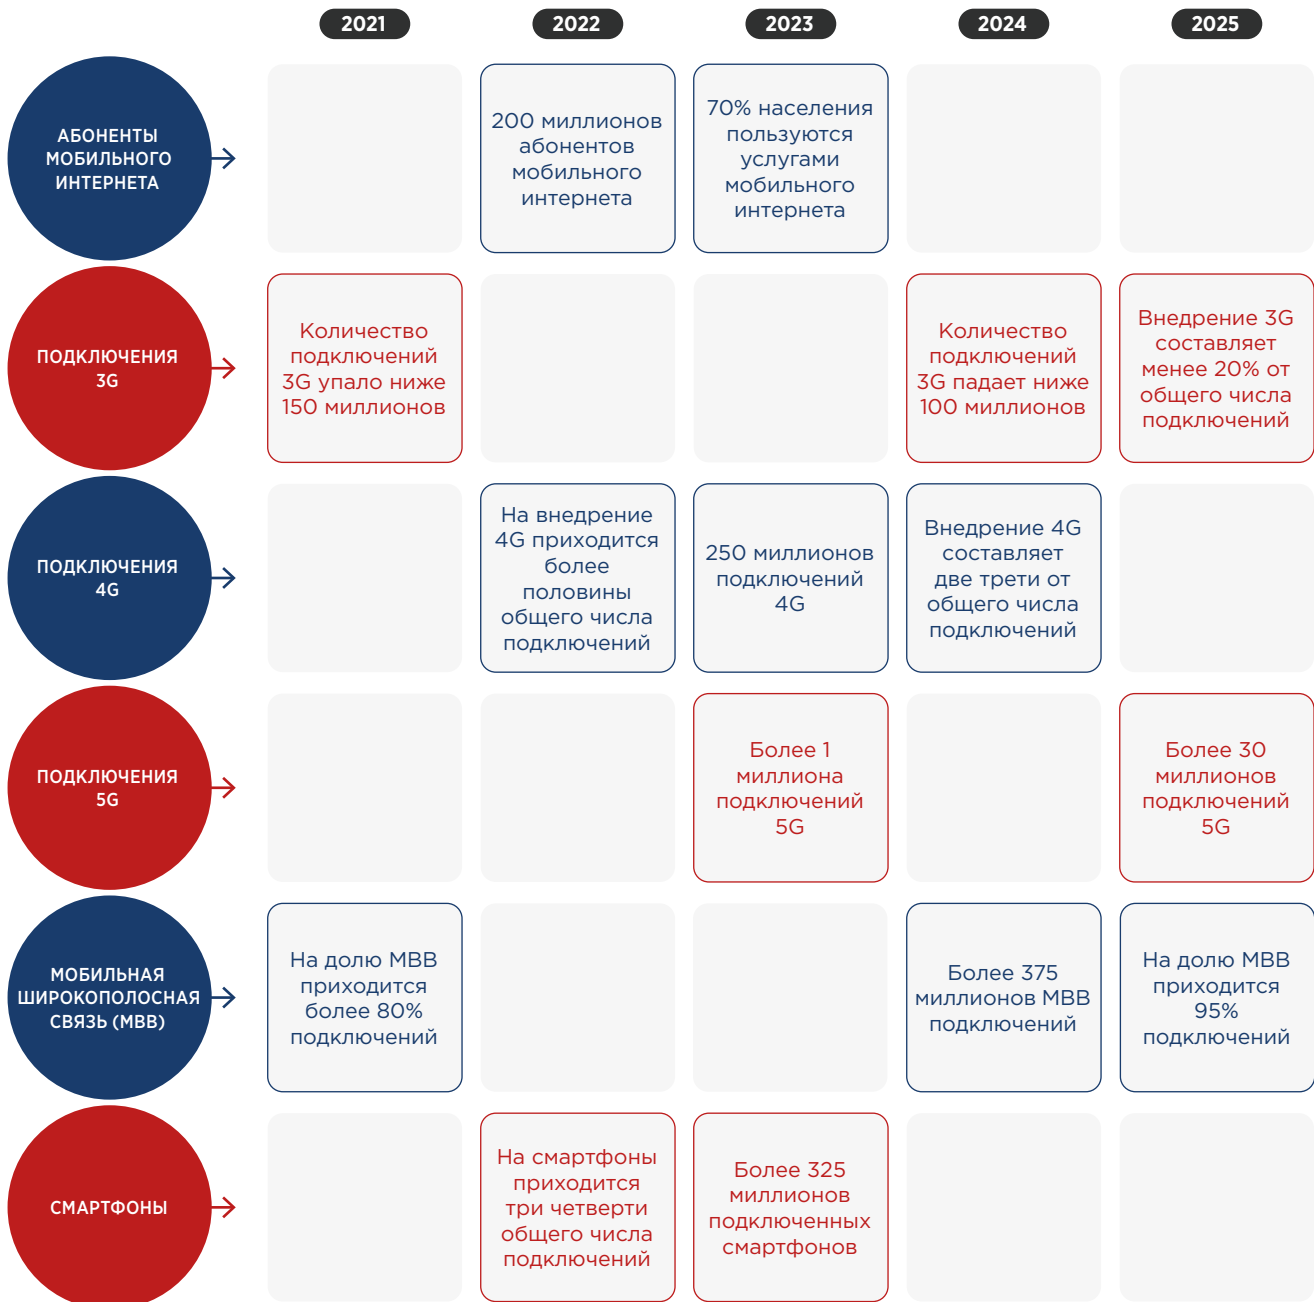 2021
2022
2023
2024
2025
АБОНЕНТЫ
МОБИЛЬНОГО
ИНТЕРНЕТА
200 миллионов
абонентов
мобильного
интернета
70% населения
пользуются
услугами
мобильного
интернета
ПОДКЛЮЧЕНИЯ
3G
Количество
подключений
3G упало ниже
150 миллионов
Количество
подключений
3G падает ниже
100 миллионов
Внедрение 3G
составляет
менее 20% от
общего числа
подключений
ПОДКЛЮЧЕНИЯ
4G
На внедрение
4G приходится
более
половины
общего числа
подключений
250 миллионов
подключений
4G
Внедрение 4G
составляет
две трети от
общего числа
подключений
ПОДКЛЮЧЕНИЯ
5G
Более 1
миллиона
подключений
5G
Более 30
миллионов
подключений
5G
МОБИЛЬНАЯ
ШИРОКОПОЛОСНАЯ
СВЯЗЬ (MBB)
На долю MBB
приходится
более 80%
подключений
Более 375
миллионов MBB
подключений
На долю MBB
приходится
95%
подключений
СМАРТФОНЫ
На смартфоны
приходится
три четверти
общего числа
подключений
Более 325
миллионов
подключенных
смартфонов